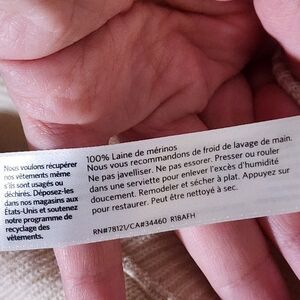 Nous voulons récupérer
nos vêtements même
s'ils sont usagés ou
déchirés. Déposez-les
dans nos magasins aux
États-Unis et soutenez
notre programme de
recyclage des
vêtements.
100% Laine de mérinos
Nous vous recommandons de froid de lavage de main.
Ne pas javelliser. Ne pas essorer. Presser ou rouler
dans une serviette pour enlever l'excès d'humidité
doucement. Remodeler et sécher à plat. Appuyez sur
pour restaurer. Peut être nettoyé à sec.
RN#78121/CA#34460 R18AFH